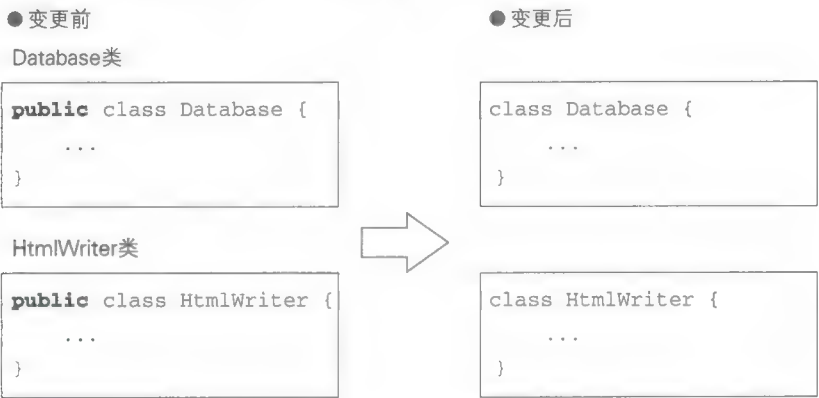 ●变更前
Database类
public class Database {
...
}
HtmlWriter类
public class HtmlWriter {
...
}
●变更后
class Database {
...
}
class HtmlWriter {
...
}